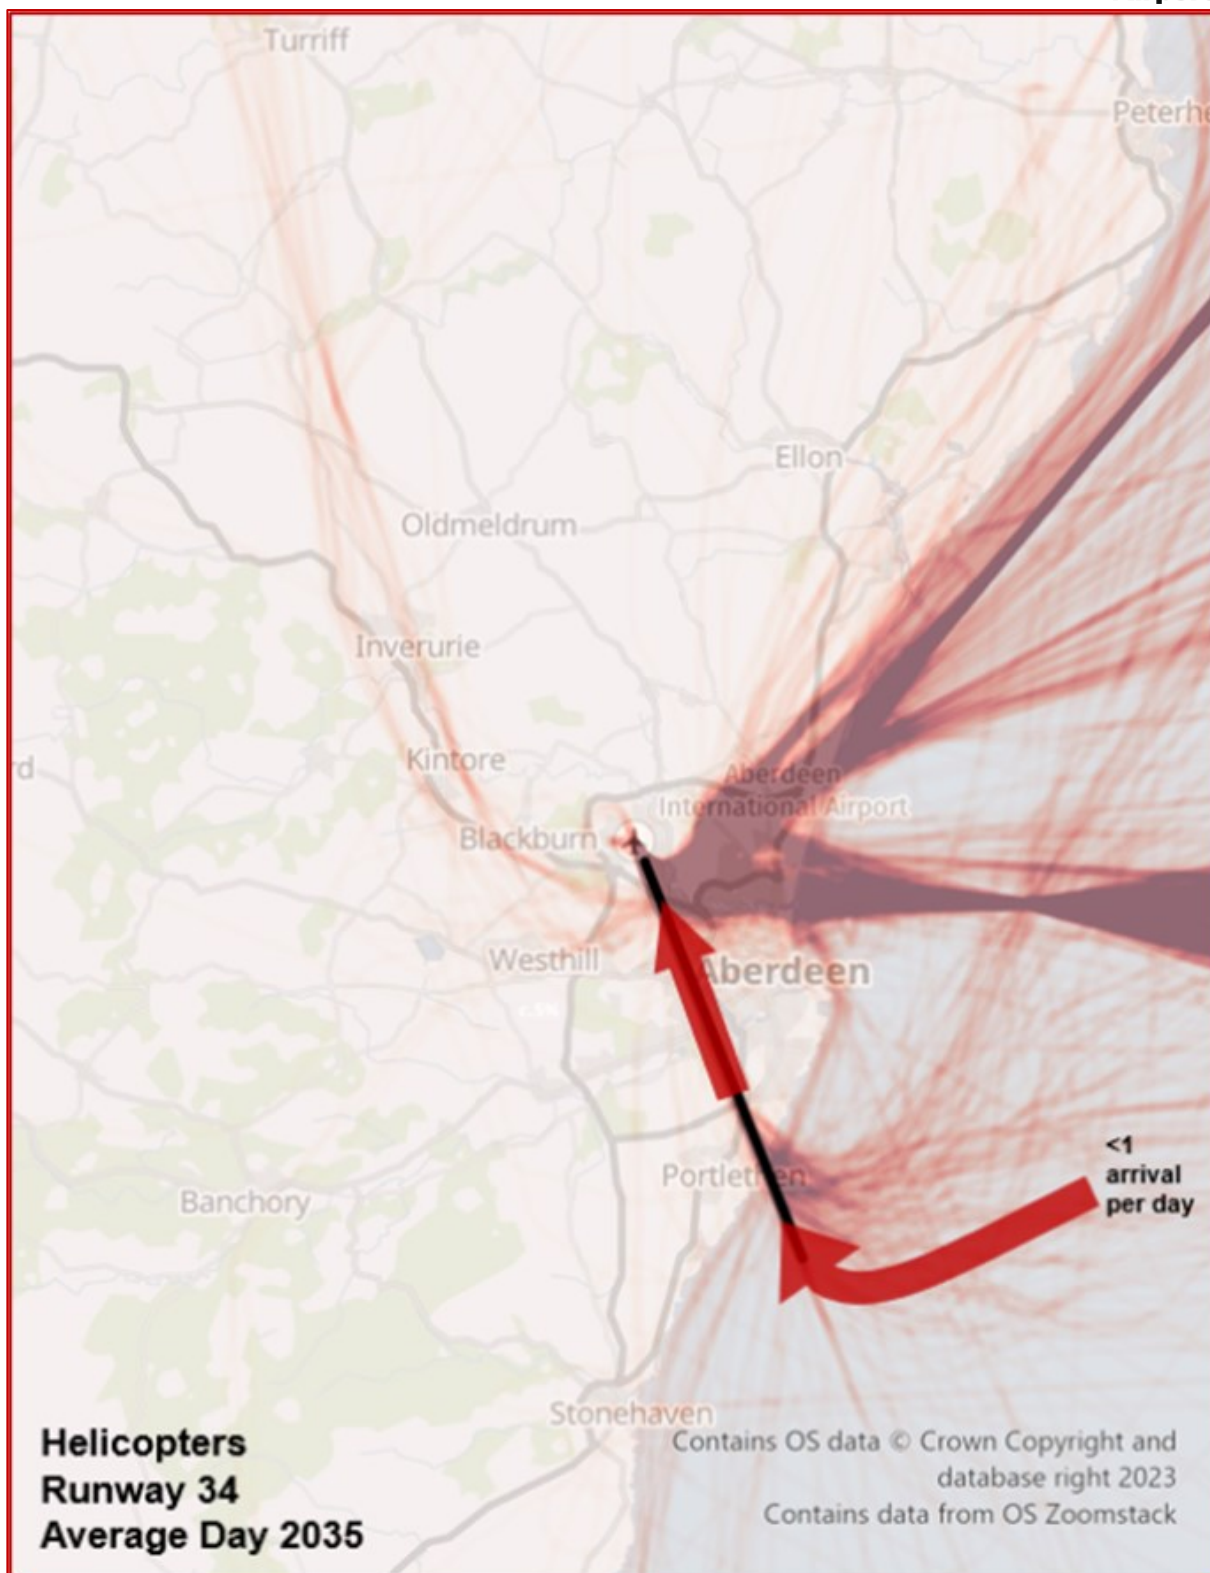 Turriff
Ellon
Oldmeldrum
Inverurie
Kintore
Aberdeen
International Airport
Blackburn
Westhill
Aberdeen
<1
arrival
per day
Portlethen
Banchory
Stonehaven
Helicopters
Runway 34
Average Day 2035
Contains OS data © Crown Copyright and
database right 2023
Contains data from OS Zoomstack